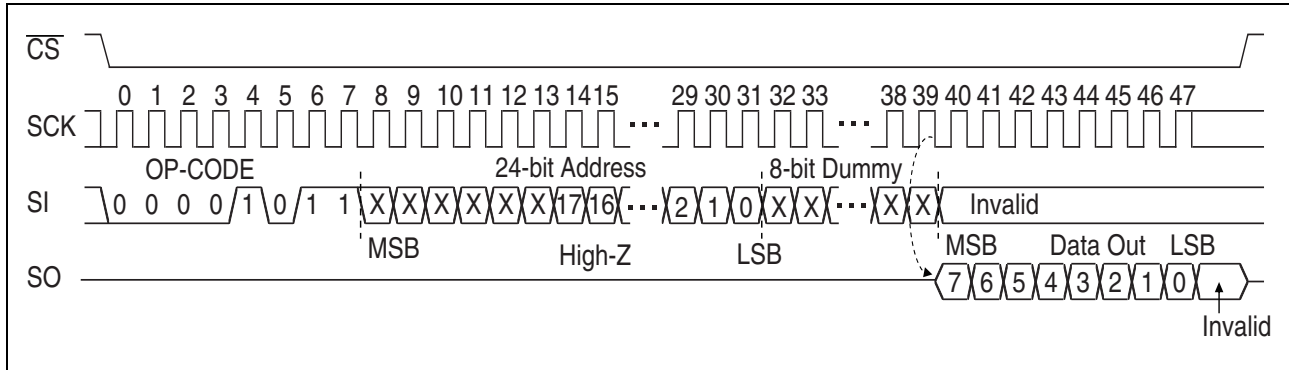 CS
0 1 2 3 4 5 6 7 8 9 10 11 12 13 14 15 29 30 31 32 33 38 39 40 41 42 43 44 45 46 47
SCK
OP-CODE 24-bit Address 8-bit Dummy
SI 0 0 0 0 1 0 1 1 X X X X X X 17 16 2 1 0 X X X X Invalid
MSB High-Z LSB MSB Data Out LSB
SO 7 6 5 4 3 2 1 0
Invalid